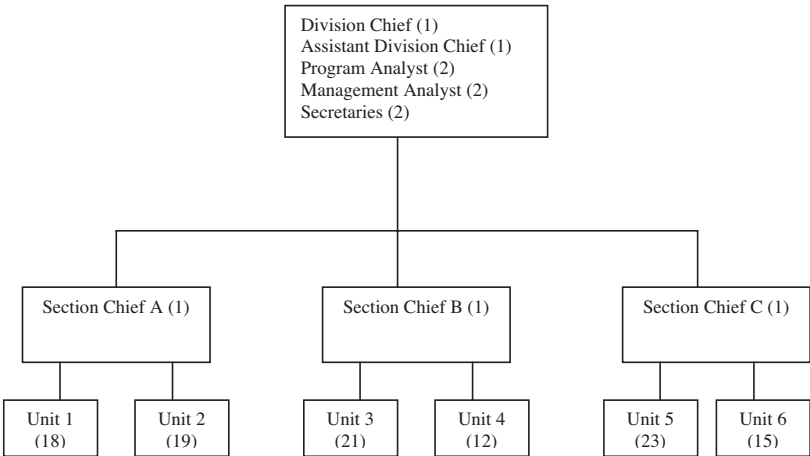 Division Chief (1)
Assistant Division Chief (1)
Program Analyst (2)
Management Analyst (2)
Secretaries (2)
Section Chief A (1)
Section Chief B (1)
Section Chief C (1)
Unit 1
(18)
Unit 2
(19)
Unit 3
(21)
Unit 4
(12)
Unit 5
(23)
Unit 6
(15)